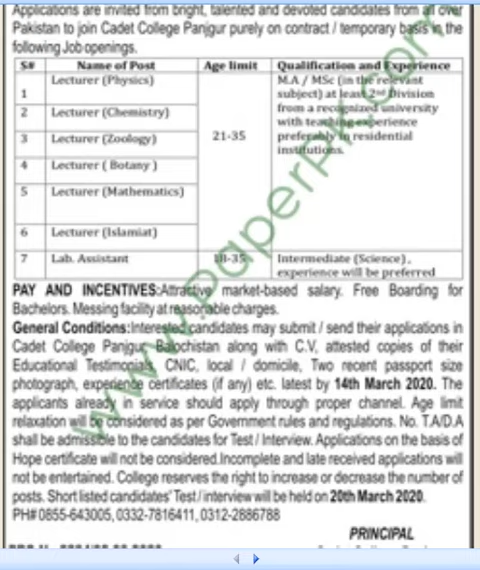 Applications are invited from bright, talented and devoted candidates from all over
Pakistan to join Cadet College Panjgur purely on contract / temporary basis in the
following Job openings.
S# Name of Post Age limit Qualification and Experience
1 Lecturer (Physics)
2 Lecturer (Chemistry)
3 Lecturer (Zoology)
4 Lecturer ( Botany )
5 Lecturer (Mathematics)
6 Lecturer (Islamiat)
21-35
M.A / MSc (in the relevant
subject) at least 2nd Division
from a recognized university
with teaching experience
preferably in residential
institutions.
7 Lab. Assistant 18-35 Intermediate (Science),
experience will be preferred
PAY AND INCENTIVES:Attractive market-based salary. Free Boarding for
Bachelors. Messing facility at reasonable charges.
General Conditions:Interested candidates may submit / send their applications in
Cadet College Panjgur, Balochistan along with C.V, attested copies of their
Educational Testimonials, CNIC, local / domicile, Two recent passport size
photograph, experience certificates (if any) etc. latest by 14th March 2020. The
applicants already in service should apply through proper channel. Age limit
relaxation will be considered as per Government rules and regulations. No. T.A/D.A
shall be admissible to the candidates for Test / Interview. Applications on the basis of
Hope certificate will not be considered.Incomplete and late received applications will
not be entertained. College reserves the right to increase or decrease the number of
posts. Short listed candidates' Test / interview will be held on 20th March 2020.
PH# 0855-643005, 0332-7816411, 0312-2886788
PRINCIPAL
www.PaperPk.com